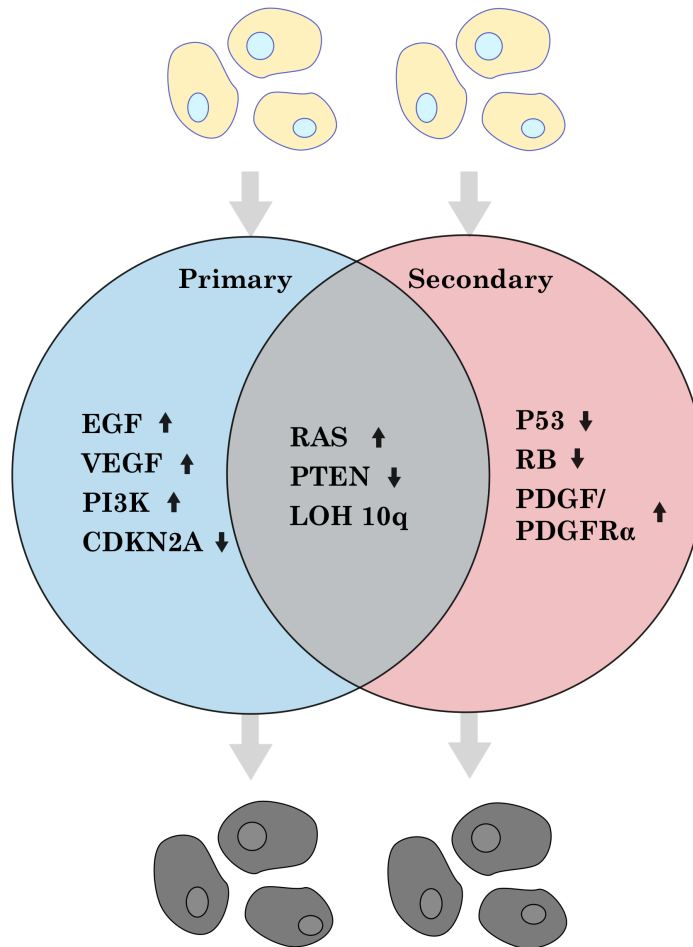 Primary
Secondary
EGF ↑
VEGF ↑
PI3K ↑
CDKN2A ↓
RAS ↑
PTEN ↓
LOH 10q
P53 ↓
RB ↓
PDGF/
PDGFRα ↑